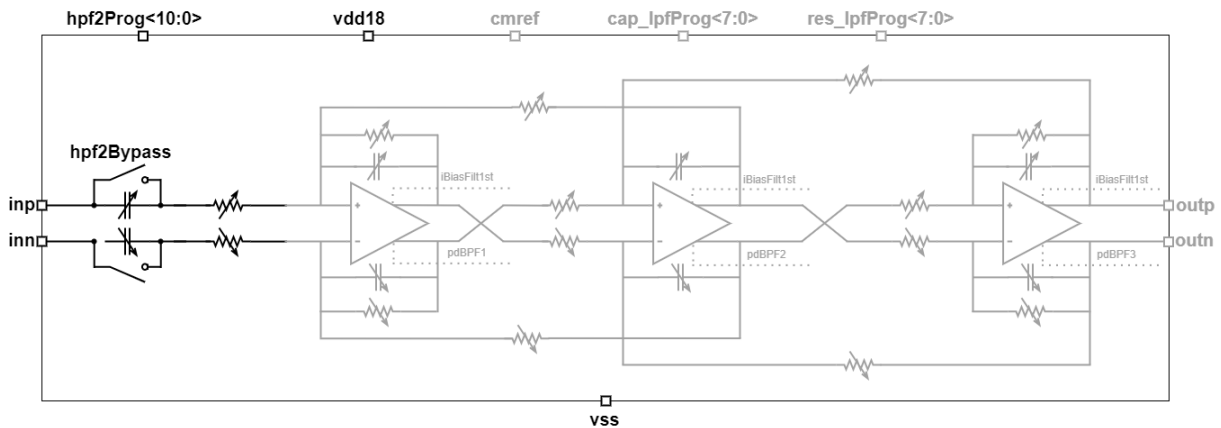 hpf2Prog<10:0> vdd18 cmref cap_lpfProg<7:0> res_lpfProg<7:0>
hpf2Bypass
iBiasFilt1st iBiasFilt1st iBiasFilt1st
inp + + + outp
inn − − − outn
pdBPF1 pdBPF2 pdBPF3
vss